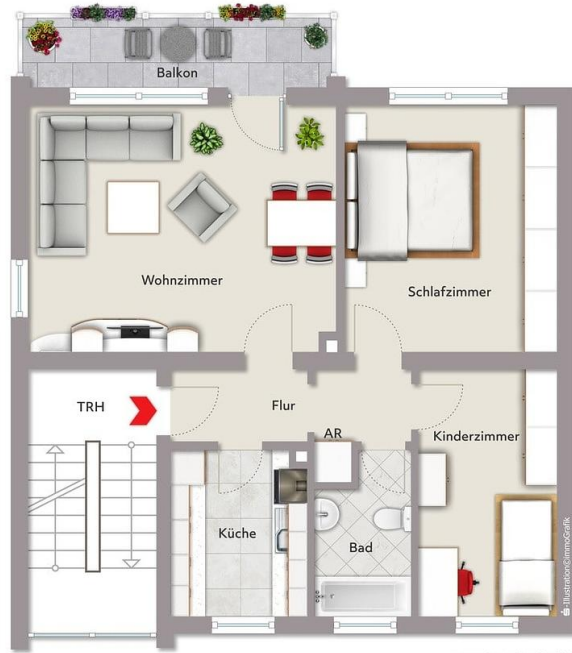 Balkon
Wohnzimmer
Schlafzimmer
TRH
Flur
AR
Kinderzimmer
Küche
Bad
Illustration©immoGrafik